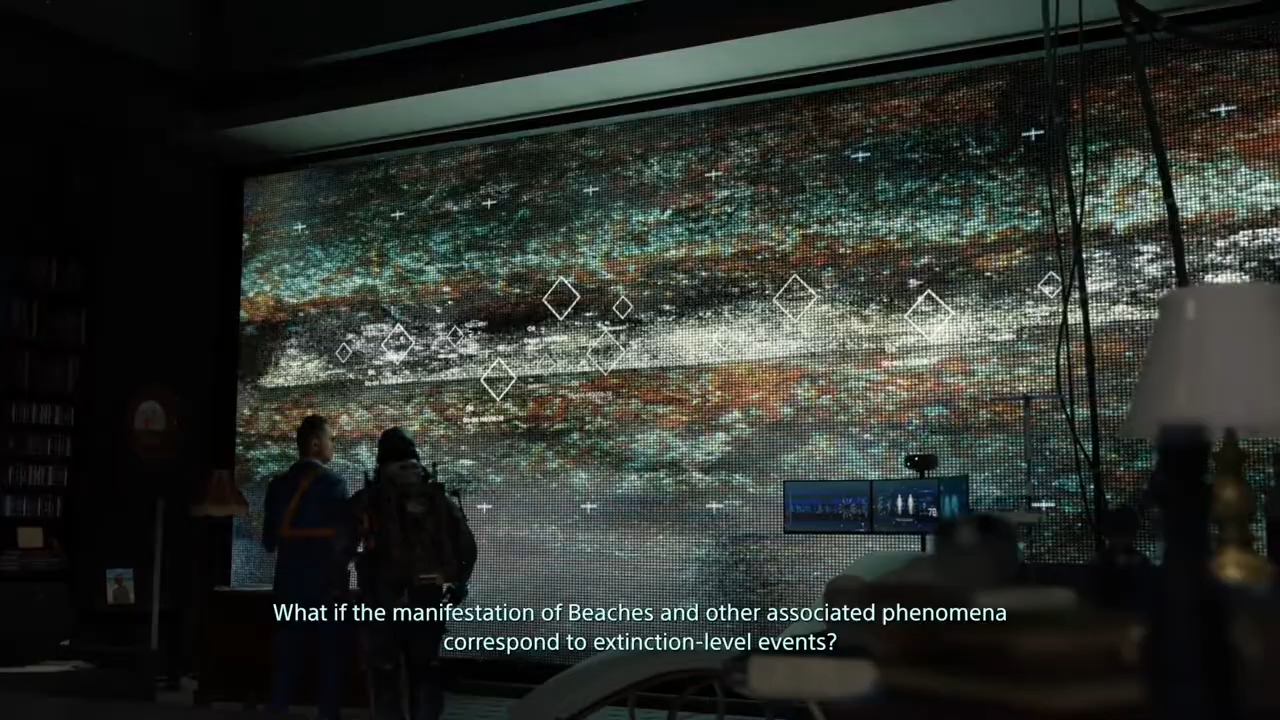 What if the manifestation of Beaches and other associated phenomena
correspond to extinction-level events?